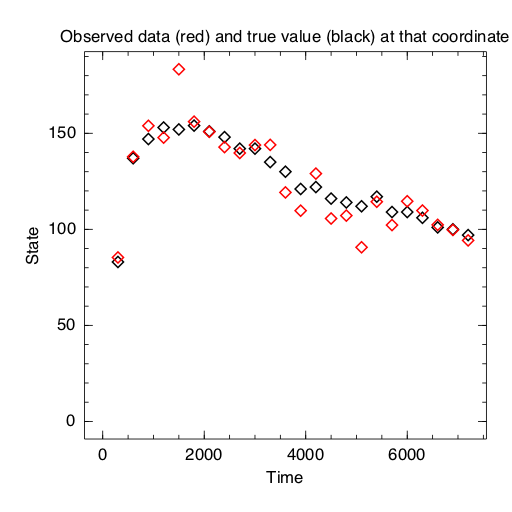 Observed data (red) and true value (black) at that coordinate
150
100
50
0
State
0 2000 4000 6000
Time